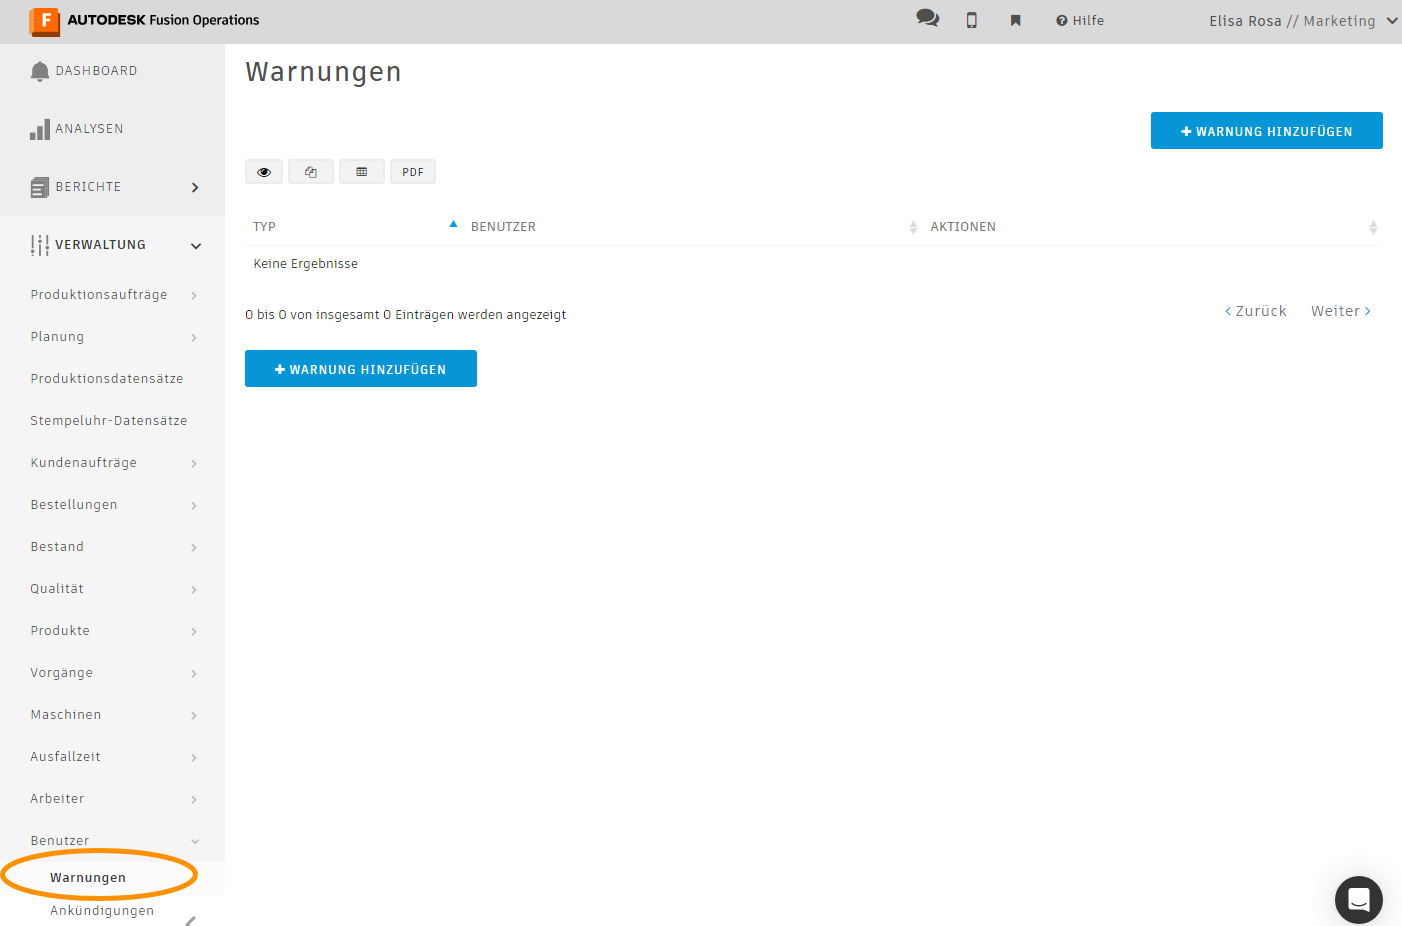 F AUTODESK Fusion Operations
Hilfe
Elisa Rosa // Marketing
DASHBOARD
ANALYSEN
BERICHTE
VERWALTUNG
Produktionsaufträge
Planung
Produktionsdatensätze
Stempeluhr-Datensätze
Kundenaufträge
Bestellungen
Bestand
Qualität
Produkte
Vorgänge
Maschinen
Ausfallzeit
Arbeiter
Benutzer
Warnungen
Ankündigungen
Warnungen
+ WARNUNG HINZUFÜGEN
PDF
TYP BENUTZER AKTIONEN
Keine Ergebnisse
0 bis 0 von insgesamt 0 Einträgen werden angezeigt
< Zurück Weiter >
+ WARNUNG HINZUFÜGEN